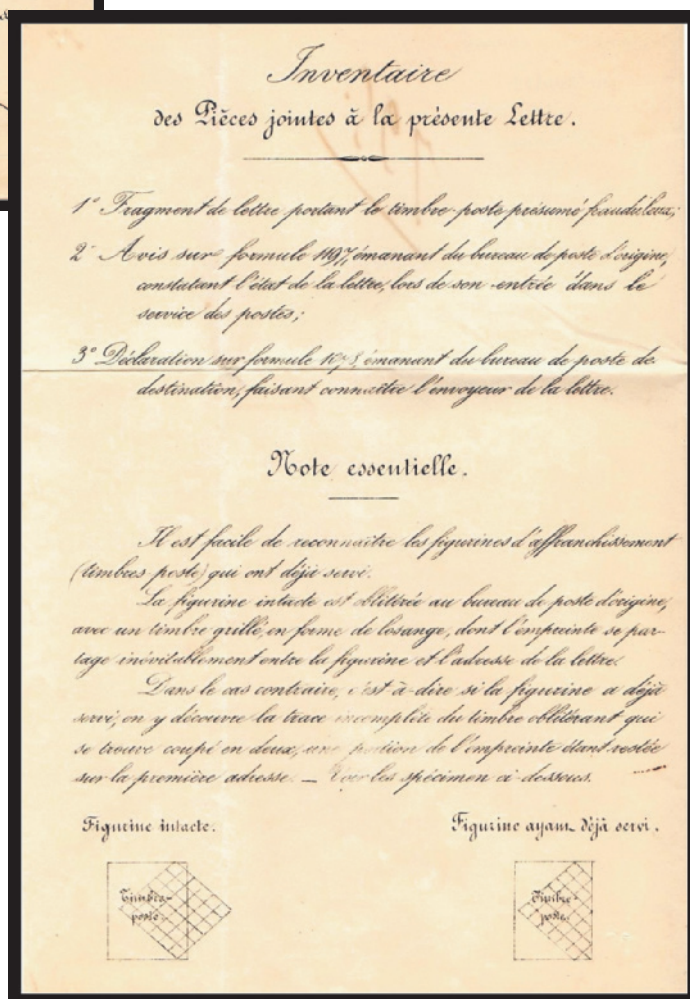 Inventaire
des Pièces jointes à la présente Lettre.
1° Fragment de lettre portant le timbre-poste présumé frauduleux;
2° Avis sur formule 1197, émanant du bureau de poste d'origine,
constatant l'état de la lettre, lors de son entrée dans le
service des postes;
3° Déclaration sur formule 1078, émanant du bureau de poste de
destination, faisant connaître l'envoyeur de la lettre.
Note essentielle.
Il est facile de reconnaître les figurines d'affranchissement
(timbres-poste) qui ont déjà servi.
La figurine intacte est oblitérée au bureau de poste d'origine,
avec un timbre grillé, en forme de losange, dont l'empreinte se par-
tage inévitablement entre la figurine et l'adresse de la lettre.
Dans le cas contraire, c'est-à-dire si la figurine a déjà
servi, on y découvre la trace incomplète du timbre oblitérant qui
se trouve coupé en deux, une portion de l'empreinte étant restée
sur la première adresse. — Voir les spécimen ci-dessous.
Figurine intacte.
Figurine ayant déjà servi.
Timbre-
poste.
Timbre-
poste.